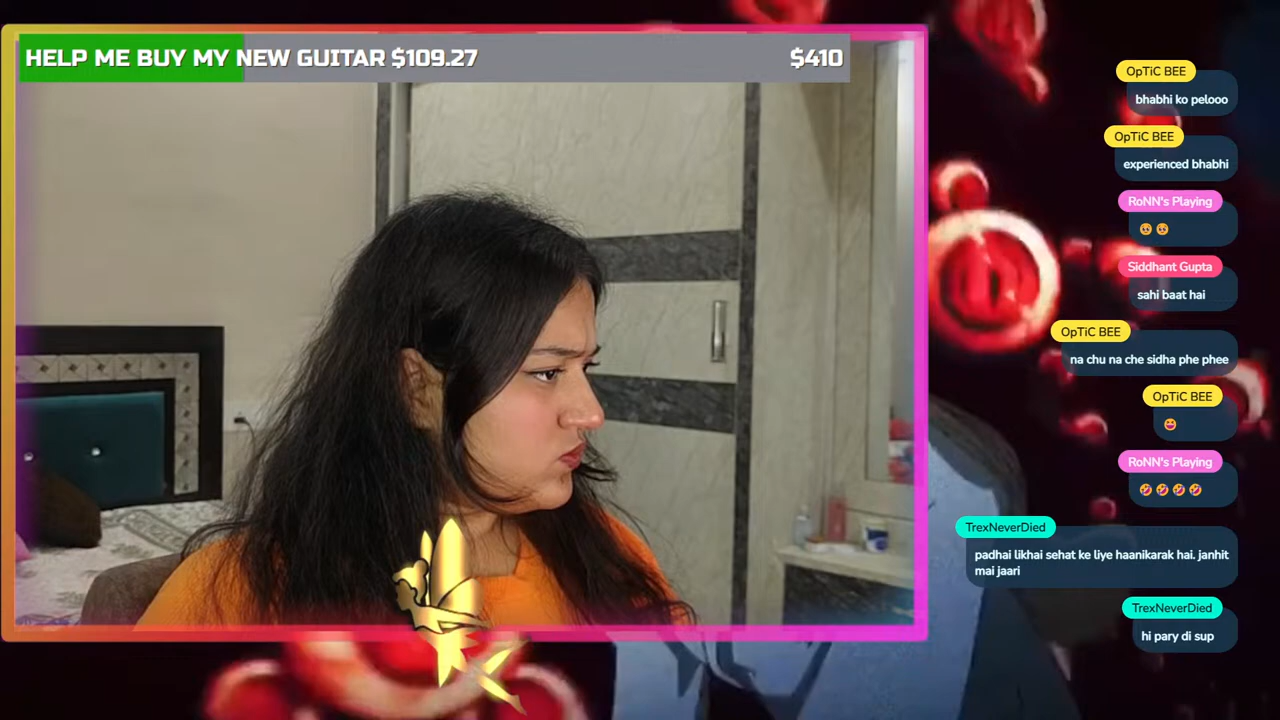 HELP ME BUY MY NEW GUITAR $109.27 $410
OpTiC BEE
bhabhi ko pelooo
OpTiC BEE
experienced bhabhi
RoNN's Playing
Siddhant Gupta
sahi baat hai
OpTiC BEE
na chu na che sidha phe phee
OpTiC BEE
RoNN's Playing
TrexNeverDied
padhai likhai sehat ke liye haanikarak hai. janhit
mai jaari
TrexNeverDied
hi pary di sup